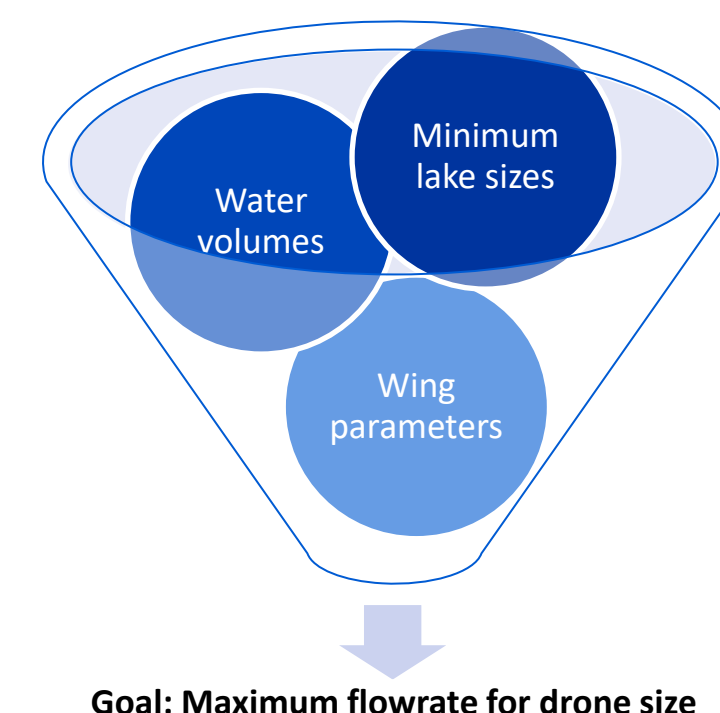 Minimum
lake sizes
Water
volumes
Wing
parameters
Goal: Maximum flowrate for drone size